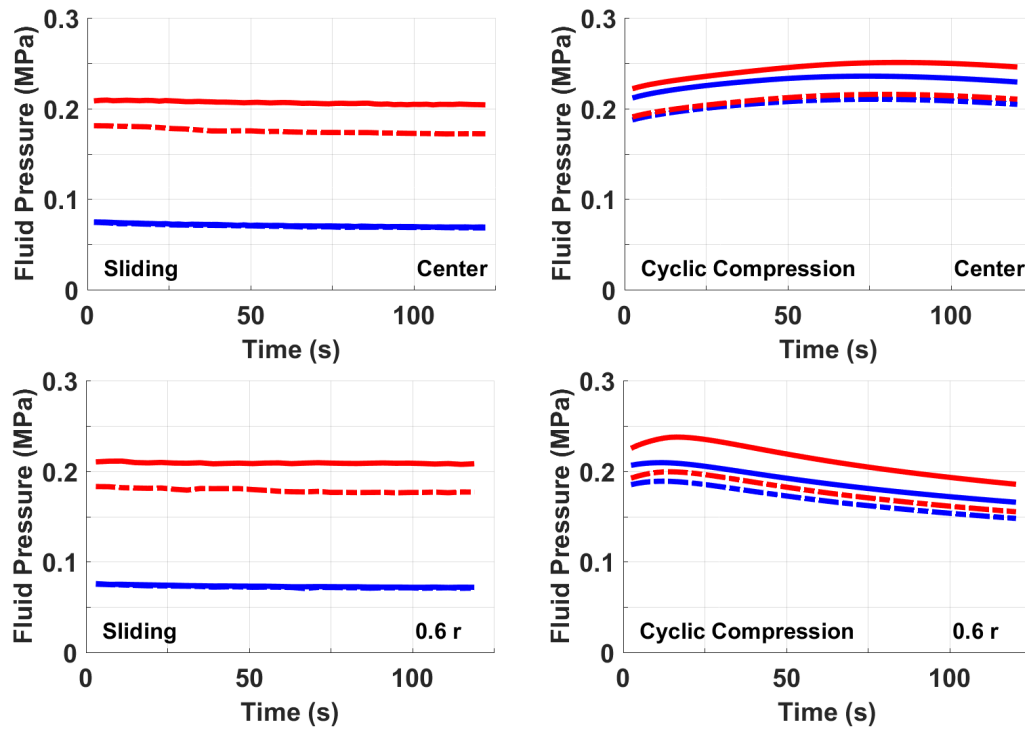 0.3
0.2
0.1
0
Fluid Pressure (MPa)
Sliding Center
0 50 100
Time (s)
0.3
0.2
0.1
0
Fluid Pressure (MPa)
Cyclic Compression Center
0 50 100
Time (s)
0.3
0.2
0.1
0
Fluid Pressure (MPa)
Sliding 0.6 r
0 50 100
Time (s)
0.3
0.2
0.1
0
Fluid Pressure (MPa)
Cyclic Compression 0.6 r
0 50 100
Time (s)